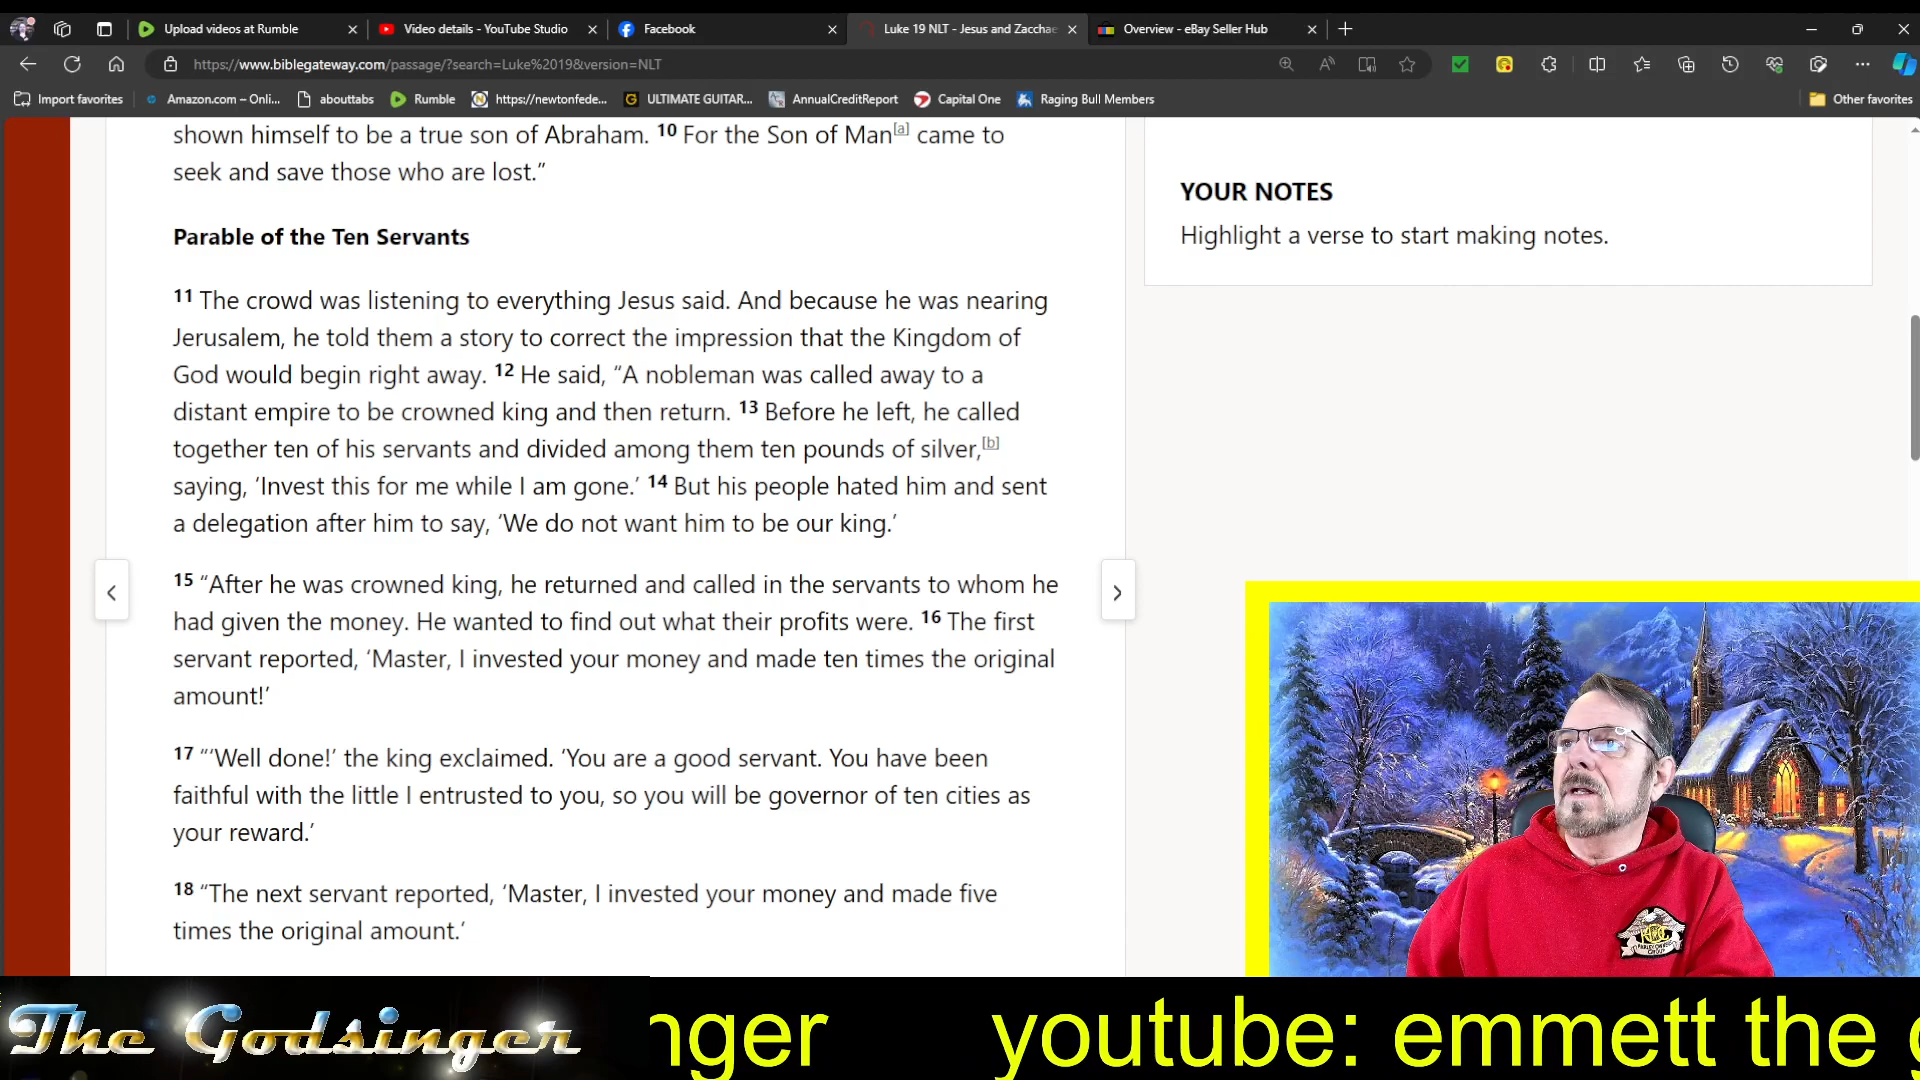 Upload videos at Rumble
Video details - YouTube Studio
Facebook
Luke 19 NLT - Jesus and Zacchae
Overview - eBay Seller Hub
https://www.biblegateway.com/passage/?search=Luke%2019&version=NLT
Import favorites
Amazon.com – Onli...
abouttabs
Rumble
https://newtonfede...
ULTIMATE GUITAR...
AnnualCreditReport
Capital One
Raging Bull Members
Other favorites
shown himself to be a true son of Abraham. 10 For the Son of Man[a] came to
seek and save those who are lost.”
Parable of the Ten Servants
11 The crowd was listening to everything Jesus said. And because he was nearing
Jerusalem, he told them a story to correct the impression that the Kingdom of
God would begin right away. 12 He said, “A nobleman was called away to a
distant empire to be crowned king and then return. 13 Before he left, he called
together ten of his servants and divided among them ten pounds of silver,[b]
saying, ‘Invest this for me while I am gone.’ 14 But his people hated him and sent
a delegation after him to say, ‘We do not want him to be our king.’
15 “After he was crowned king, he returned and called in the servants to whom he
had given the money. He wanted to find out what their profits were. 16 The first
servant reported, ‘Master, I invested your money and made ten times the original
amount!’
17 “‘Well done!’ the king exclaimed. ‘You are a good servant. You have been
faithful with the little I entrusted to you, so you will be governor of ten cities as
your reward.’
18 “The next servant reported, ‘Master, I invested your money and made five
times the original amount.’
YOUR NOTES
Highlight a verse to start making notes.
The Godsinger
nger youtube: emmett the